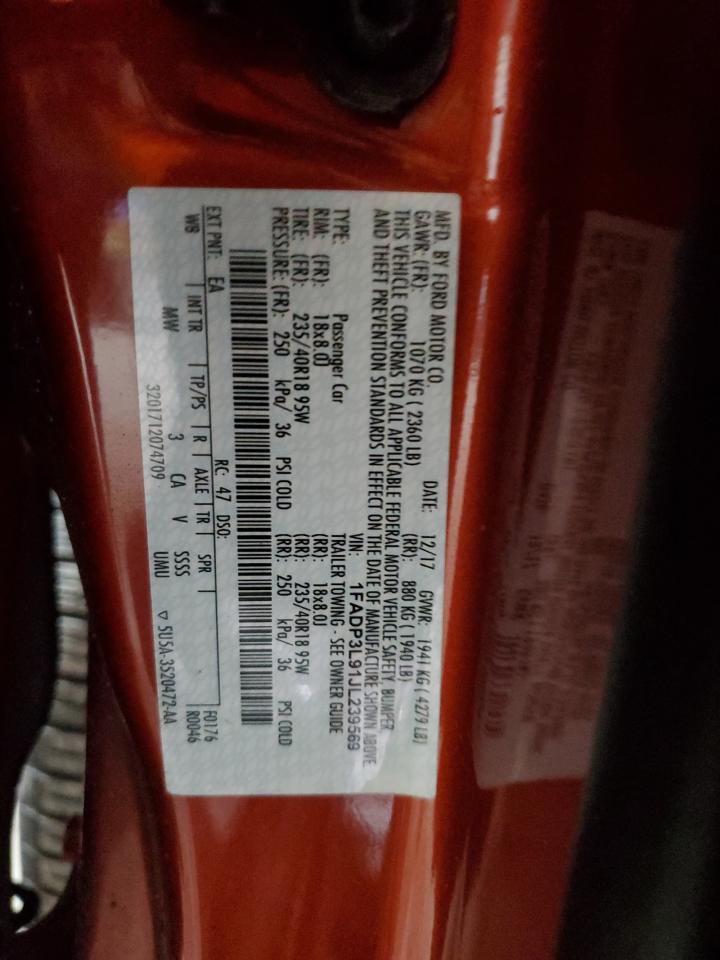 MFD. BY FORD MOTOR CO.
DATE: 12/17 GVWR: 1941 KG ( 4279 LB)
GAWR: (FR): 1070 KG ( 2360 LB) (RR): 880 KG ( 1940 LB)
THIS VEHICLE CONFORMS TO ALL APPLICABLE FEDERAL MOTOR VEHICLE SAFETY, BUMPER
AND THEFT PREVENTION STANDARDS IN EFFECT ON THE DATE OF MANUFACTURE SHOWN ABOVE.
VIN: 1FADP3L91JL239569
TYPE: Passenger Car TRAILER TOWING - SEE OWNER GUIDE
RIM: (FR): 18x8.0J (RR): 18x8.0J
TIRE: (FR): 235/40R18 95W (RR): 235/40R18 95W
PRESSURE: (FR): 250 kPa/ 36 PSI COLD (RR): 250 kPa/ 36 PSI COLD
RC: 47 DSO:
EXT PNT: EA F0176
R0046
WB | INT TR | TP/PS | R | AXLE | TR | SPR |
MW 3 CA V SSSS
UMU
3201712074709
▽ 5U5A-3520472-AA